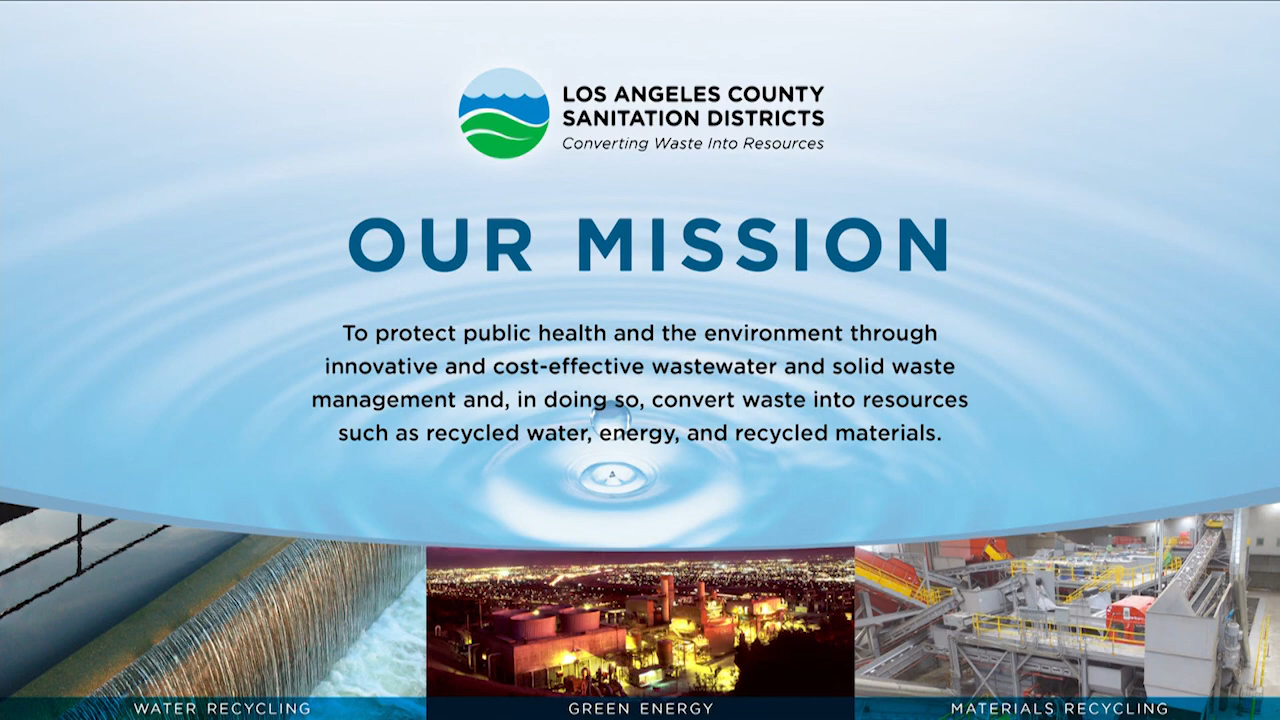 LOS ANGELES COUNTY
SANITATION DISTRICTS
Converting Waste Into Resources
OUR MISSION
To protect public health and the environment through
innovative and cost-effective wastewater and solid waste
management and, in doing so, convert waste into resources
such as recycled water, energy, and recycled materials.
WATER RECYCLING
GREEN ENERGY
MATERIALS RECYCLING